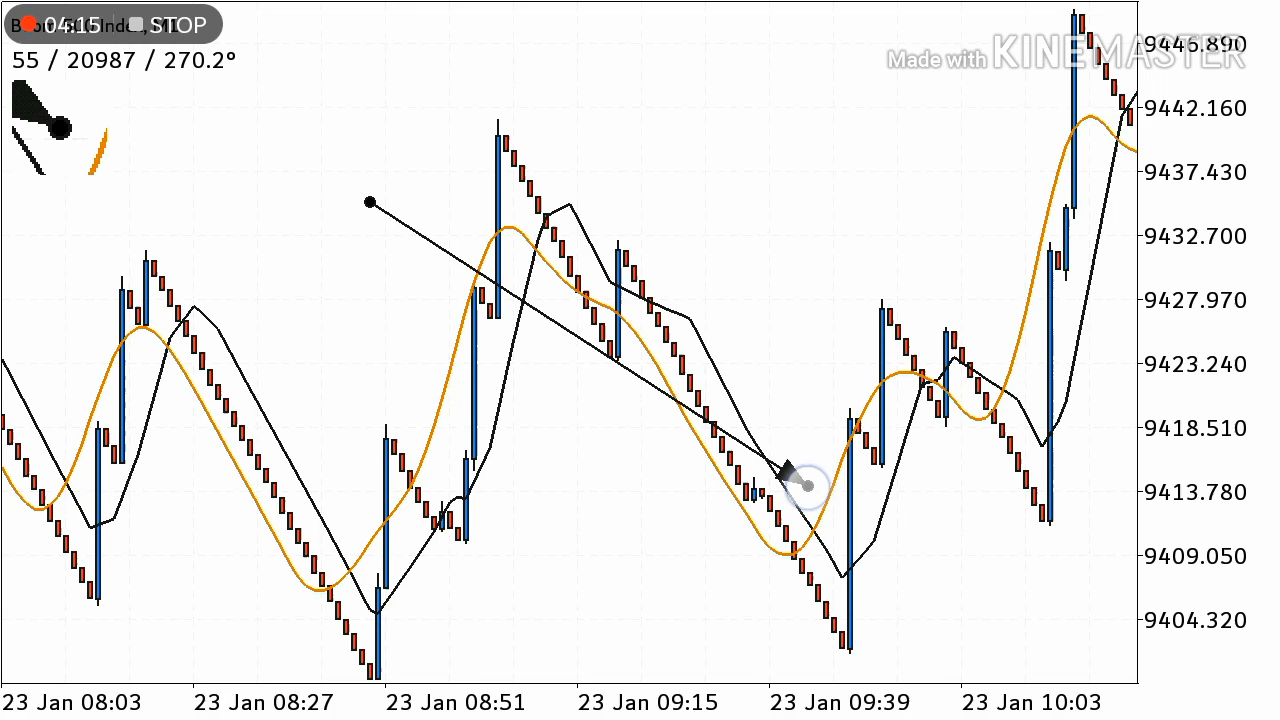 04:15 STOP
55 / 20987 / 270.2°
Made with KINEMASTER
9446.890
9442.160
9437.430
9432.700
9427.970
9423.240
9418.510
9413.780
9409.050
9404.320
23 Jan 08:03 23 Jan 08:27 23 Jan 08:51 23 Jan 09:15 23 Jan 09:39 23 Jan 10:03